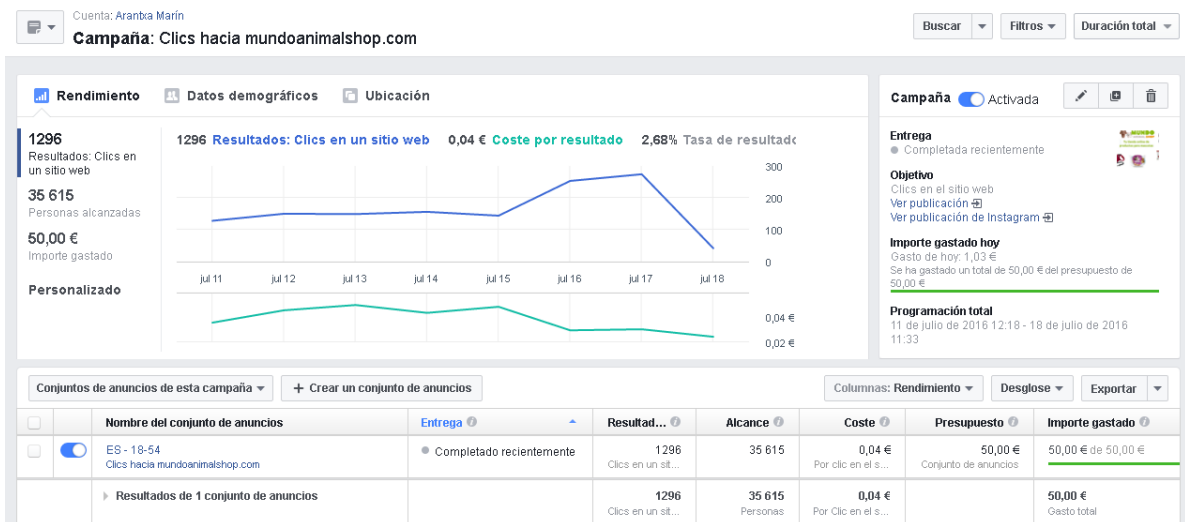 Cuenta: Arantxa Marín
Campaña: Clics hacia mundoanimalshop.com
Buscar
Filtros
Duración total
Rendimiento
Datos demográficos
Ubicación
1296
Resultados: Clics en
un sitio web
35 615
Personas alcanzadas
50,00 €
Importe gastado
Personalizado
1296 Resultados: Clics en un sitio web 0,04 € Coste por resultado 2,68% Tasa de resultado
300
200
100
0
jul 11 jul 12 jul 13 jul 14 jul 15 jul 16 jul 17 jul 18
0,04 €
0,02 €
Campaña Activada
Entrega
Completada recientemente
Objetivo
Clics en el sitio web
Ver publicación
Ver publicación de Instagram
Importe gastado hoy
Gasto de hoy: 1,03 €
Se ha gastado un total de 50,00 € del presupuesto de
50,00 €
Programación total
11 de julio de 2016 12:18 - 18 de julio de 2016
11:33
Conjuntos de anuncios de esta campaña
+ Crear un conjunto de anuncios
Columnas: Rendimiento
Desglose
Exportar
Nombre del conjunto de anuncios Entrega Resultad... Alcance Coste Presupuesto Importe gastado
ES - 18-54 Completado recientemente 1296 35 615 0,04 € 50,00 € 50,00 € de 50,00 €
Clics hacia mundoanimalshop.com Clics en un sit... Por clic en el s... Conjunto de anuncios
Resultados de 1 conjunto de anuncios 1296 35 615 0,04 € 50,00 €
Clics en un sit... Personas Por Clic en el s... Gasto total